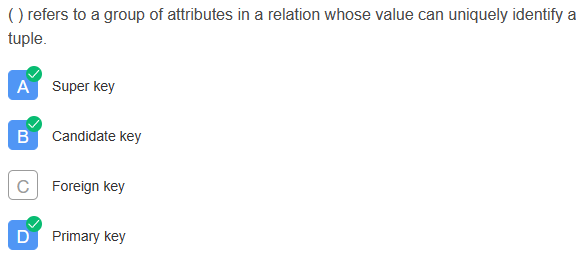 ( ) refers to a group of attributes in a relation whose value can uniquely identify a
tuple.
A Super key
B Candidate key
C Foreign key
D Primary key